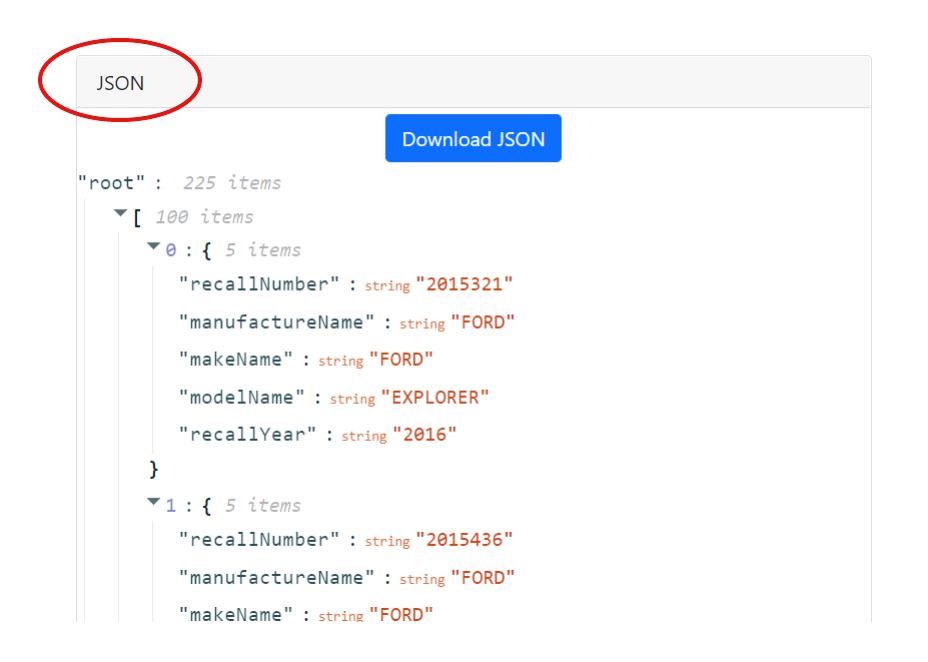 JSON
Download JSON
"root" : 225 items
[ 100 items
0 : { 5 items
"recallNumber" : string "2015321"
"manufactureName" : string "FORD"
"makeName" : string "FORD"
"modelName" : string "EXPLORER"
"recallYear" : string "2016"
}
1 : { 5 items
"recallNumber" : string "2015436"
"manufactureName" : string "FORD"
"makeName" : string "FORD"